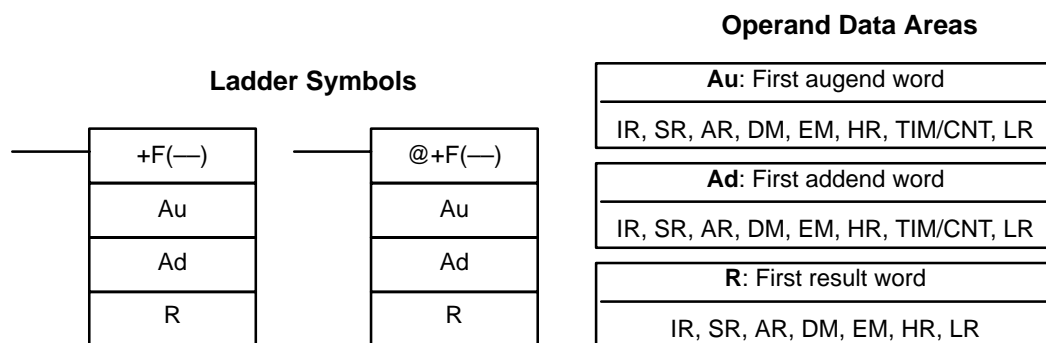 Ladder Symbols
+F(—)
Au
Ad
R
@+F(—)
Au
Ad
R
Operand Data Areas
Au: First augend word
IR, SR, AR, DM, EM, HR, TIM/CNT, LR
Ad: First addend word
IR, SR, AR, DM, EM, HR, TIM/CNT, LR
R: First result word
IR, SR, AR, DM, EM, HR, LR